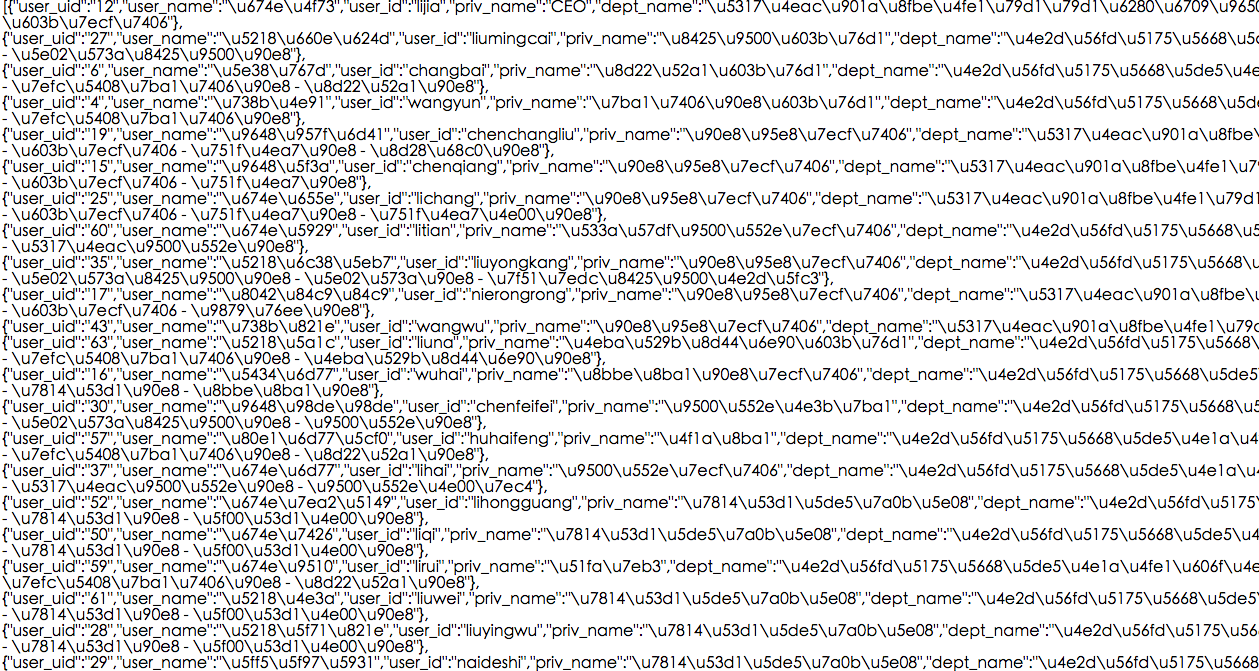 [{"user_uid":"12","user_name":"\u674e\u4f73","user_id":"lijia","priv_name":"CEO","dept_name":"\u5317\u4eac\u901a\u8fbe\u4fe1\u79d1\u79d1\u6280\u6709\u9650
\u603b\u7ecf\u7406"},
{"user_uid":"27","user_name":"\u5218\u660e\u624d","user_id":"liumingcai","priv_name":"\u8425\u9500\u603b\u76d1","dept_name":"\u4e2d\u56fd\u5175\u5668\u5d
- \u5e02\u573a\u8425\u9500\u90e8"},
{"user_uid":"6","user_name":"\u5e38\u767d","user_id":"changbai","priv_name":"\u8d22\u52a1\u603b\u76d1","dept_name":"\u4e2d\u56fd\u5175\u5668\u5de5\u4e
- \u7efc\u5408\u7ba1\u7406\u90e8 - \u8d22\u52a1\u90e8"},
{"user_uid":"4","user_name":"\u738b\u4e91","user_id":"wangyun","priv_name":"\u7ba1\u7406\u90e8\u603b\u76d1","dept_name":"\u4e2d\u56fd\u5175\u5668\u5de
- \u7efc\u5408\u7ba1\u7406\u90e8"},
{"user_uid":"19","user_name":"\u9648\u957f\u6d41","user_id":"chenchangliu","priv_name":"\u90e8\u95e8\u7ecf\u7406","dept_name":"\u5317\u4eac\u901a\u8fbe
- \u603b\u7ecf\u7406 - \u751f\u4ea7\u90e8 - \u8d28\u68c0\u90e8"},
{"user_uid":"15","user_name":"\u9648\u5f3a","user_id":"chenqiang","priv_name":"\u90e8\u95e8\u7ecf\u7406","dept_name":"\u5317\u4eac\u901a\u8fbe\u4fe1\u79
- \u603b\u7ecf\u7406 - \u751f\u4ea7\u90e8"},
{"user_uid":"25","user_name":"\u674e\u655e","user_id":"lichang","priv_name":"\u90e8\u95e8\u7ecf\u7406","dept_name":"\u5317\u4eac\u901a\u8fbe\u4fe1\u79d1
- \u603b\u7ecf\u7406 - \u751f\u4ea7\u90e8 - \u751f\u4ea7\u4e00\u90e8"},
{"user_uid":"60","user_name":"\u674e\u5929","user_id":"litian","priv_name":"\u533a\u57df\u9500\u552e\u7ecf\u7406","dept_name":"\u4e2d\u56fd\u5175\u5668\u5
- \u5317\u4eac\u9500\u552e\u90e8"},
{"user_uid":"35","user_name":"\u5218\u6c38\u5eb7","user_id":"liuyongkang","priv_name":"\u90e8\u95e8\u7ecf\u7406","dept_name":"\u4e2d\u56fd\u5175\u5668\u
- \u5e02\u573a\u8425\u9500\u90e8 - \u5e02\u573a\u90e8 - \u7f51\u7edc\u8425\u9500\u4e2d\u5fc3"},
{"user_uid":"17","user_name":"\u8042\u84c9\u84c9","user_id":"nierongrong","priv_name":"\u90e8\u95e8\u7ecf\u7406","dept_name":"\u5317\u4eac\u901a\u8fbe\u
- \u603b\u7ecf\u7406 - \u9879\u76ee\u90e8"},
{"user_uid":"43","user_name":"\u738b\u821e","user_id":"wangwu","priv_name":"\u90e8\u95e8\u7ecf\u7406","dept_name":"\u5317\u4eac\u901a\u8fbe\u4fe1\u79d
{"user_uid":"63","user_name":"\u5218\u5a1c","user_id":"liuna","priv_name":"\u4eba\u529b\u8d44\u6e90\u603b\u76d1","dept_name":"\u4e2d\u56fd\u5175\u5668
- \u7efc\u5408\u7ba1\u7406\u90e8 - \u4eba\u529b\u8d44\u6e90\u90e8"},
{"user_uid":"16","user_name":"\u5434\u6d77","user_id":"wuhai","priv_name":"\u8bbe\u8ba1\u90e8\u7ecf\u7406","dept_name":"\u4e2d\u56fd\u5175\u5668\u5de5
- \u7814\u53d1\u90e8 - \u8bbe\u8ba1\u90e8"},
{"user_uid":"30","user_name":"\u9648\u98de\u98de","user_id":"chenfeifei","priv_name":"\u9500\u552e\u4e3b\u7ba1","dept_name":"\u4e2d\u56fd\u5175\u5668\u5
- \u5e02\u573a\u8425\u9500\u90e8 - \u9500\u552e\u90e8"},
{"user_uid":"57","user_name":"\u80e1\u6d77\u5cf0","user_id":"huhaifeng","priv_name":"\u4f1a\u8ba1","dept_name":"\u4e2d\u56fd\u5175\u5668\u5de5\u4e1a\u4
- \u7efc\u5408\u7ba1\u7406\u90e8 - \u8d22\u52a1\u90e8"},
{"user_uid":"37","user_name":"\u674e\u6d77","user_id":"lihai","priv_name":"\u9500\u552e\u7ecf\u7406","dept_name":"\u4e2d\u56fd\u5175\u5668\u5de5\u4e1a\u4
- \u5317\u4eac\u9500\u552e\u90e8 - \u9500\u552e\u4e00\u7ec4"},
{"user_uid":"52","user_name":"\u674e\u7ea2\u5149","user_id":"lihongguang","priv_name":"\u7814\u53d1\u5de5\u7a0b\u5e08","dept_name":"\u4e2d\u56fd\u5175
- \u7814\u53d1\u90e8 - \u5f00\u53d1\u4e00\u90e8"},
{"user_uid":"50","user_name":"\u674e\u7426","user_id":"liqi","priv_name":"\u7814\u53d1\u5de5\u7a0b\u5e08","dept_name":"\u4e2d\u56fd\u5175\u5668\u5de5\u4
- \u7814\u53d1\u90e8 - \u5f00\u53d1\u4e00\u90e8"},
{"user_uid":"59","user_name":"\u674e\u9510","user_id":"lirui","priv_name":"\u51fa\u7eb3","dept_name":"\u4e2d\u56fd\u5175\u5668\u5de5\u4e1a\u4fe1\u606f\u4e
\u7efc\u5408\u7ba1\u7406\u90e8 - \u8d22\u52a1\u90e8"},
{"user_uid":"61","user_name":"\u5218\u4e3a","user_id":"liuwei","priv_name":"\u7814\u53d1\u5de5\u7a0b\u5e08","dept_name":"\u4e2d\u56fd\u5175\u5668\u5de5
- \u7814\u53d1\u90e8 - \u5f00\u53d1\u4e00\u90e8"},
{"user_uid":"28","user_name":"\u5218\u5f71\u821e","user_id":"liuyingwu","priv_name":"\u7814\u53d1\u5de5\u7a0b\u5e08","dept_name":"\u4e2d\u56fd\u5175\u56
- \u7814\u53d1\u90e8 - \u5f00\u53d1\u4e00\u90e8"},
{"user_uid":"29","user_name":"\u5ff5\u5f97\u5931","user_id":"naideshi","priv_name":"\u7814\u53d1\u5de5\u7a0b\u5e08","dept_name":"\u4e2d\u56fd\u5175\u5668